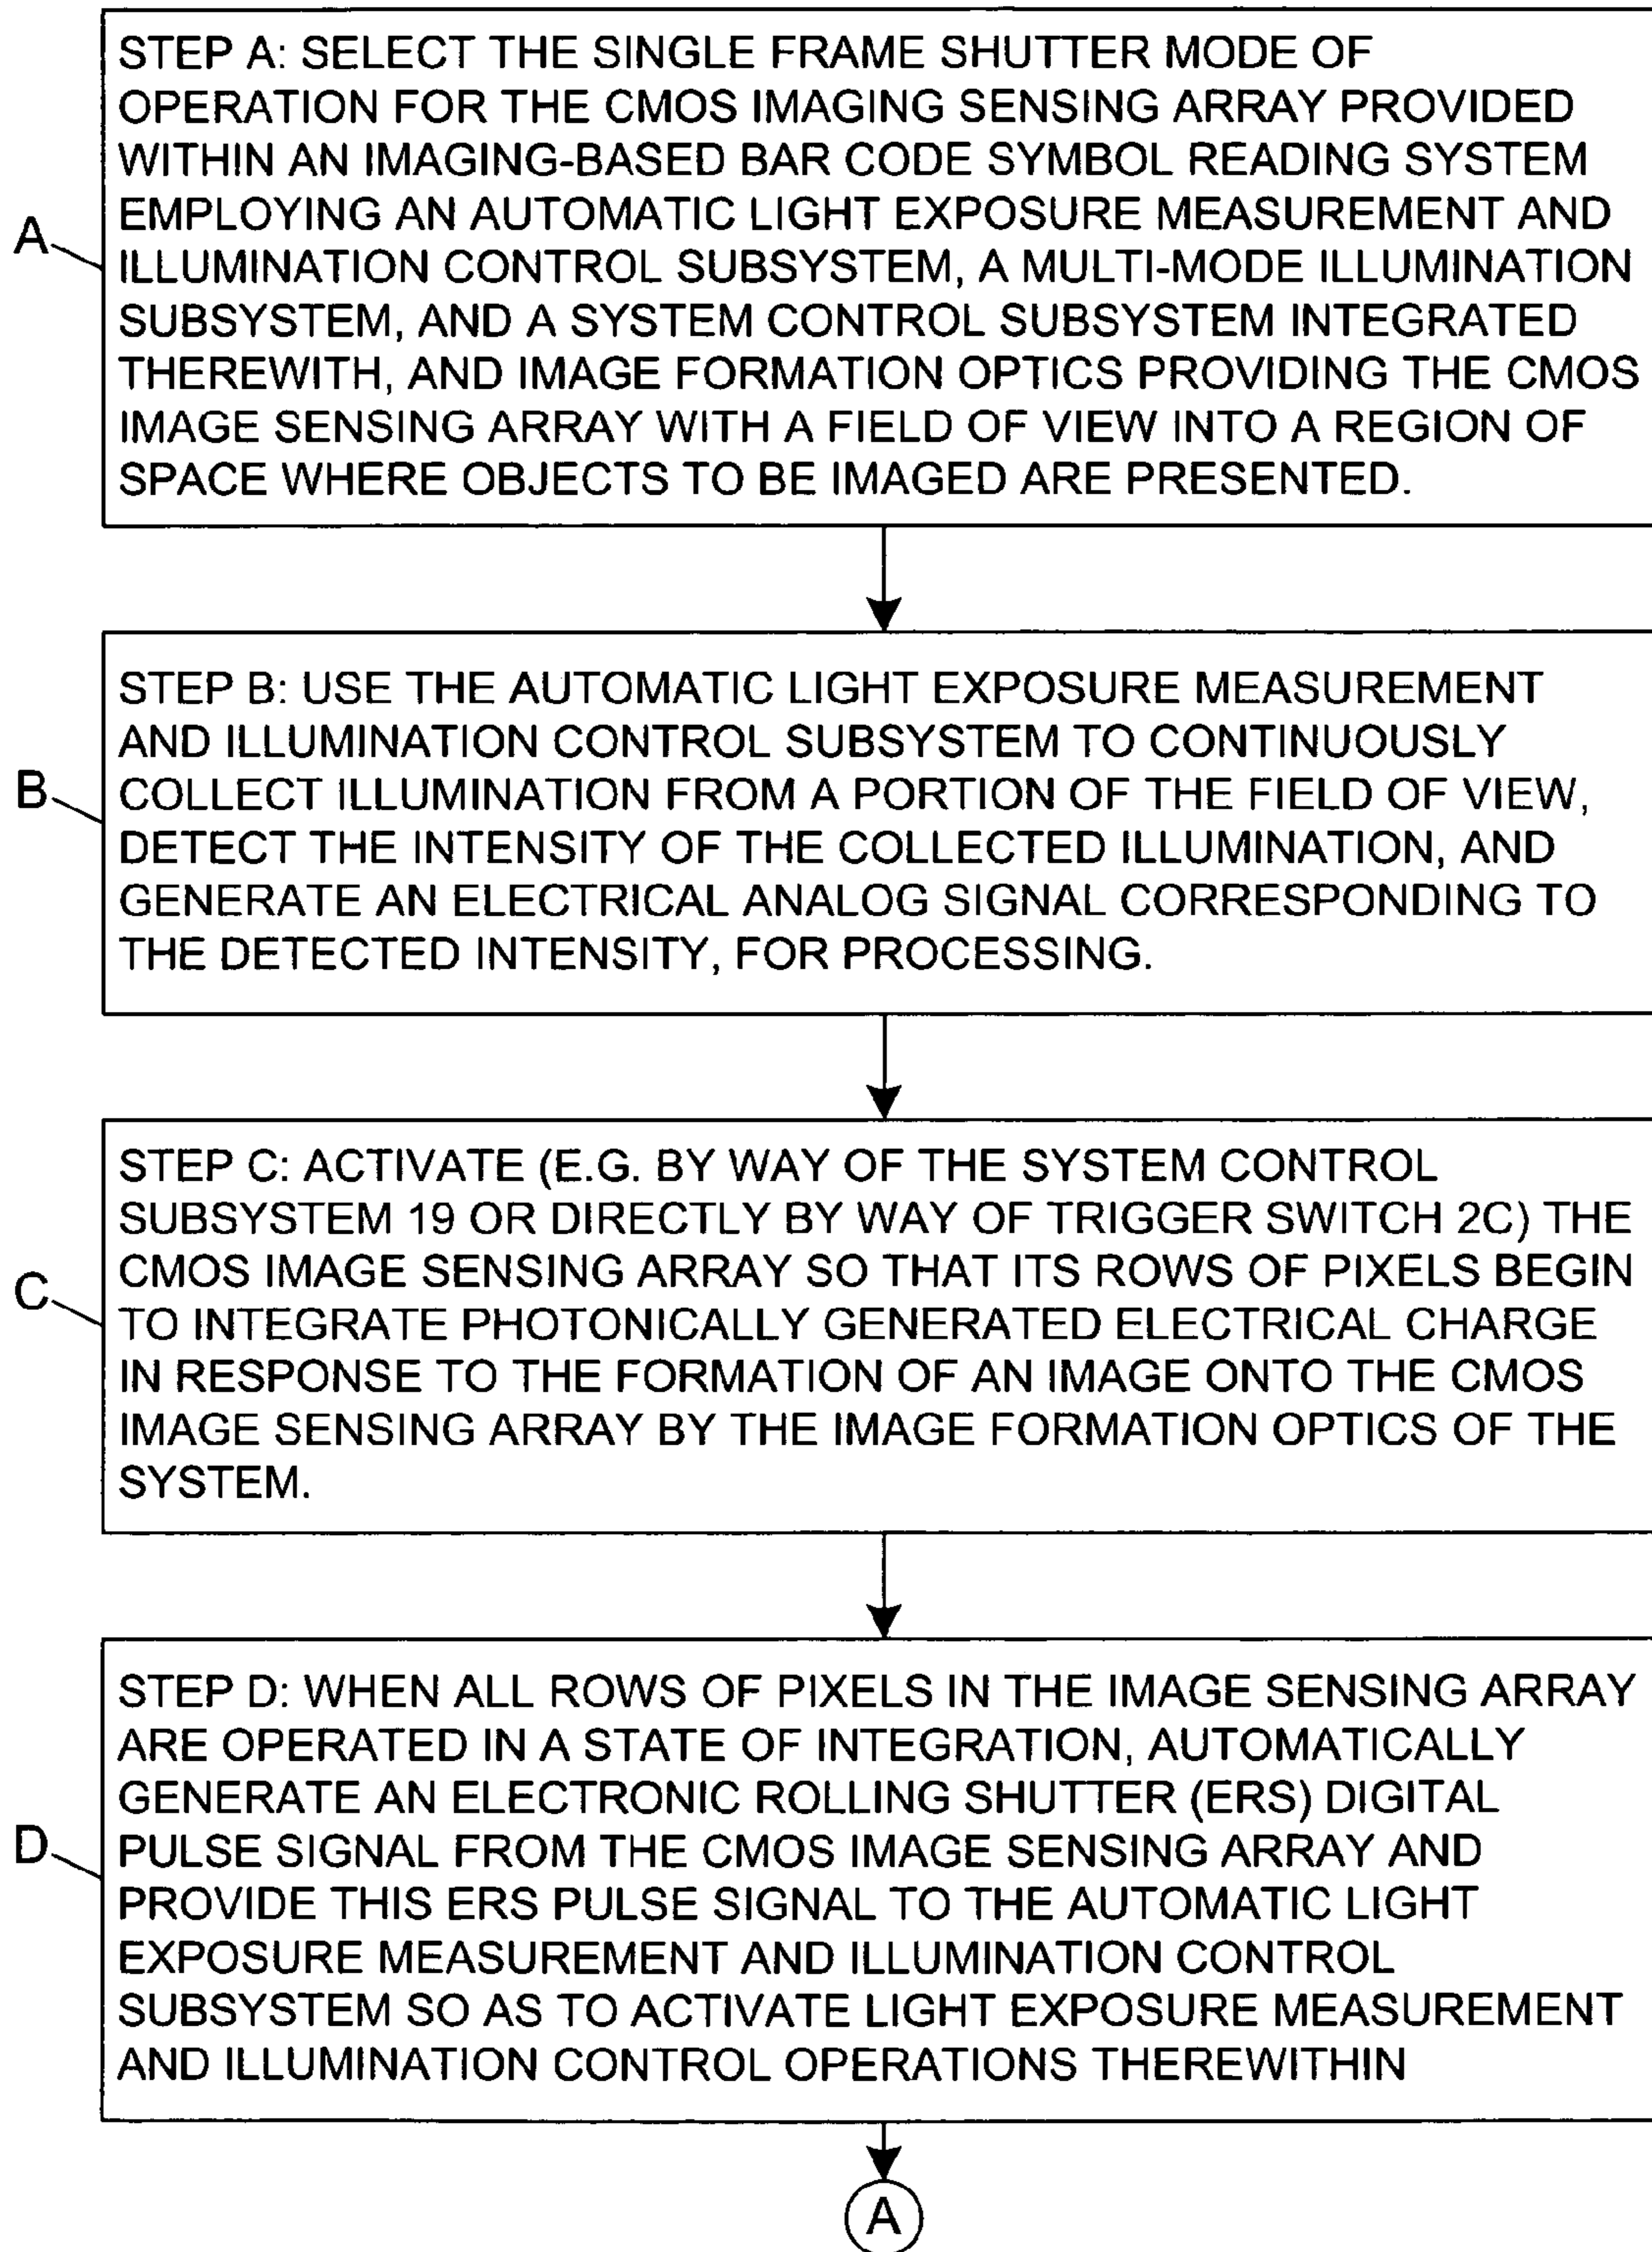 STEP A: SELECT THE SINGLE FRAME SHUTTER MODE OF
OPERATION FOR THE CMOS IMAGING SENSING ARRAY PROVIDED
WITHIN AN IMAGING-BASED BAR CODE SYMBOL READING SYSTEM
EMPLOYING AN AUTOMATIC LIGHT EXPOSURE MEASUREMENT AND
A
ILLUMINATION CONTROL SUBSYSTEM, A MULTI-MODE ILLUMINATION
SUBSYSTEM, AND A SYSTEM CONTROL SUBSYSTEM INTEGRATED
THEREWITH, AND IMAGE FORMATION OPTICS PROVIDING THE CMOS
IMAGE SENSING ARRAY WITH A FIELD OF VIEW INTO A REGION OF
SPACE WHERE OBJECTS TO BE IMAGED ARE PRESENTED.
STEP B: USE THE AUTOMATIC LIGHT EXPOSURE MEASUREMENT
AND ILLUMINATION CONTROL SUBSYSTEM TO CONTINUOUSLY
B
COLLECT ILLUMINATION FROM A PORTION OF THE FIELD OF VIEW,
DETECT THE INTENSITY OF THE COLLECTED ILLUMINATION, AND
GENERATE AN ELECTRICAL ANALOG SIGNAL CORRESPONDING TO
THE DETECTED INTENSITY, FOR PROCESSING.
STEP C: ACTIVATE (E.G. BY WAY OF THE SYSTEM CONTROL
SUBSYSTEM 19 OR DIRECTLY BY WAY OF TRIGGER SWITCH 2C) THE
CMOS IMAGE SENSING ARRAY SO THAT ITS ROWS OF PIXELS BEGIN
C
TO INTEGRATE PHOTONICALLY GENERATED ELECTRICAL CHARGE
IN RESPONSE TO THE FORMATION OF AN IMAGE ONTO THE CMOS
IMAGE SENSING ARRAY BY THE IMAGE FORMATION OPTICS OF THE
SYSTEM.
STEP D: WHEN ALL ROWS OF PIXELS IN THE IMAGE SENSING ARRAY
ARE OPERATED IN A STATE OF INTEGRATION, AUTOMATICALLY
GENERATE AN ELECTRONIC ROLLING SHUTTER (ERS) DIGITAL
D
PULSE SIGNAL FROM THE CMOS IMAGE SENSING ARRAY AND
PROVIDE THIS ERS PULSE SIGNAL TO THE AUTOMATIC LIGHT
EXPOSURE MEASUREMENT AND ILLUMINATION CONTROL
SUBSYSTEM SO AS TO ACTIVATE LIGHT EXPOSURE MEASUREMENT
AND ILLUMINATION CONTROL OPERATIONS THEREWITHIN
A